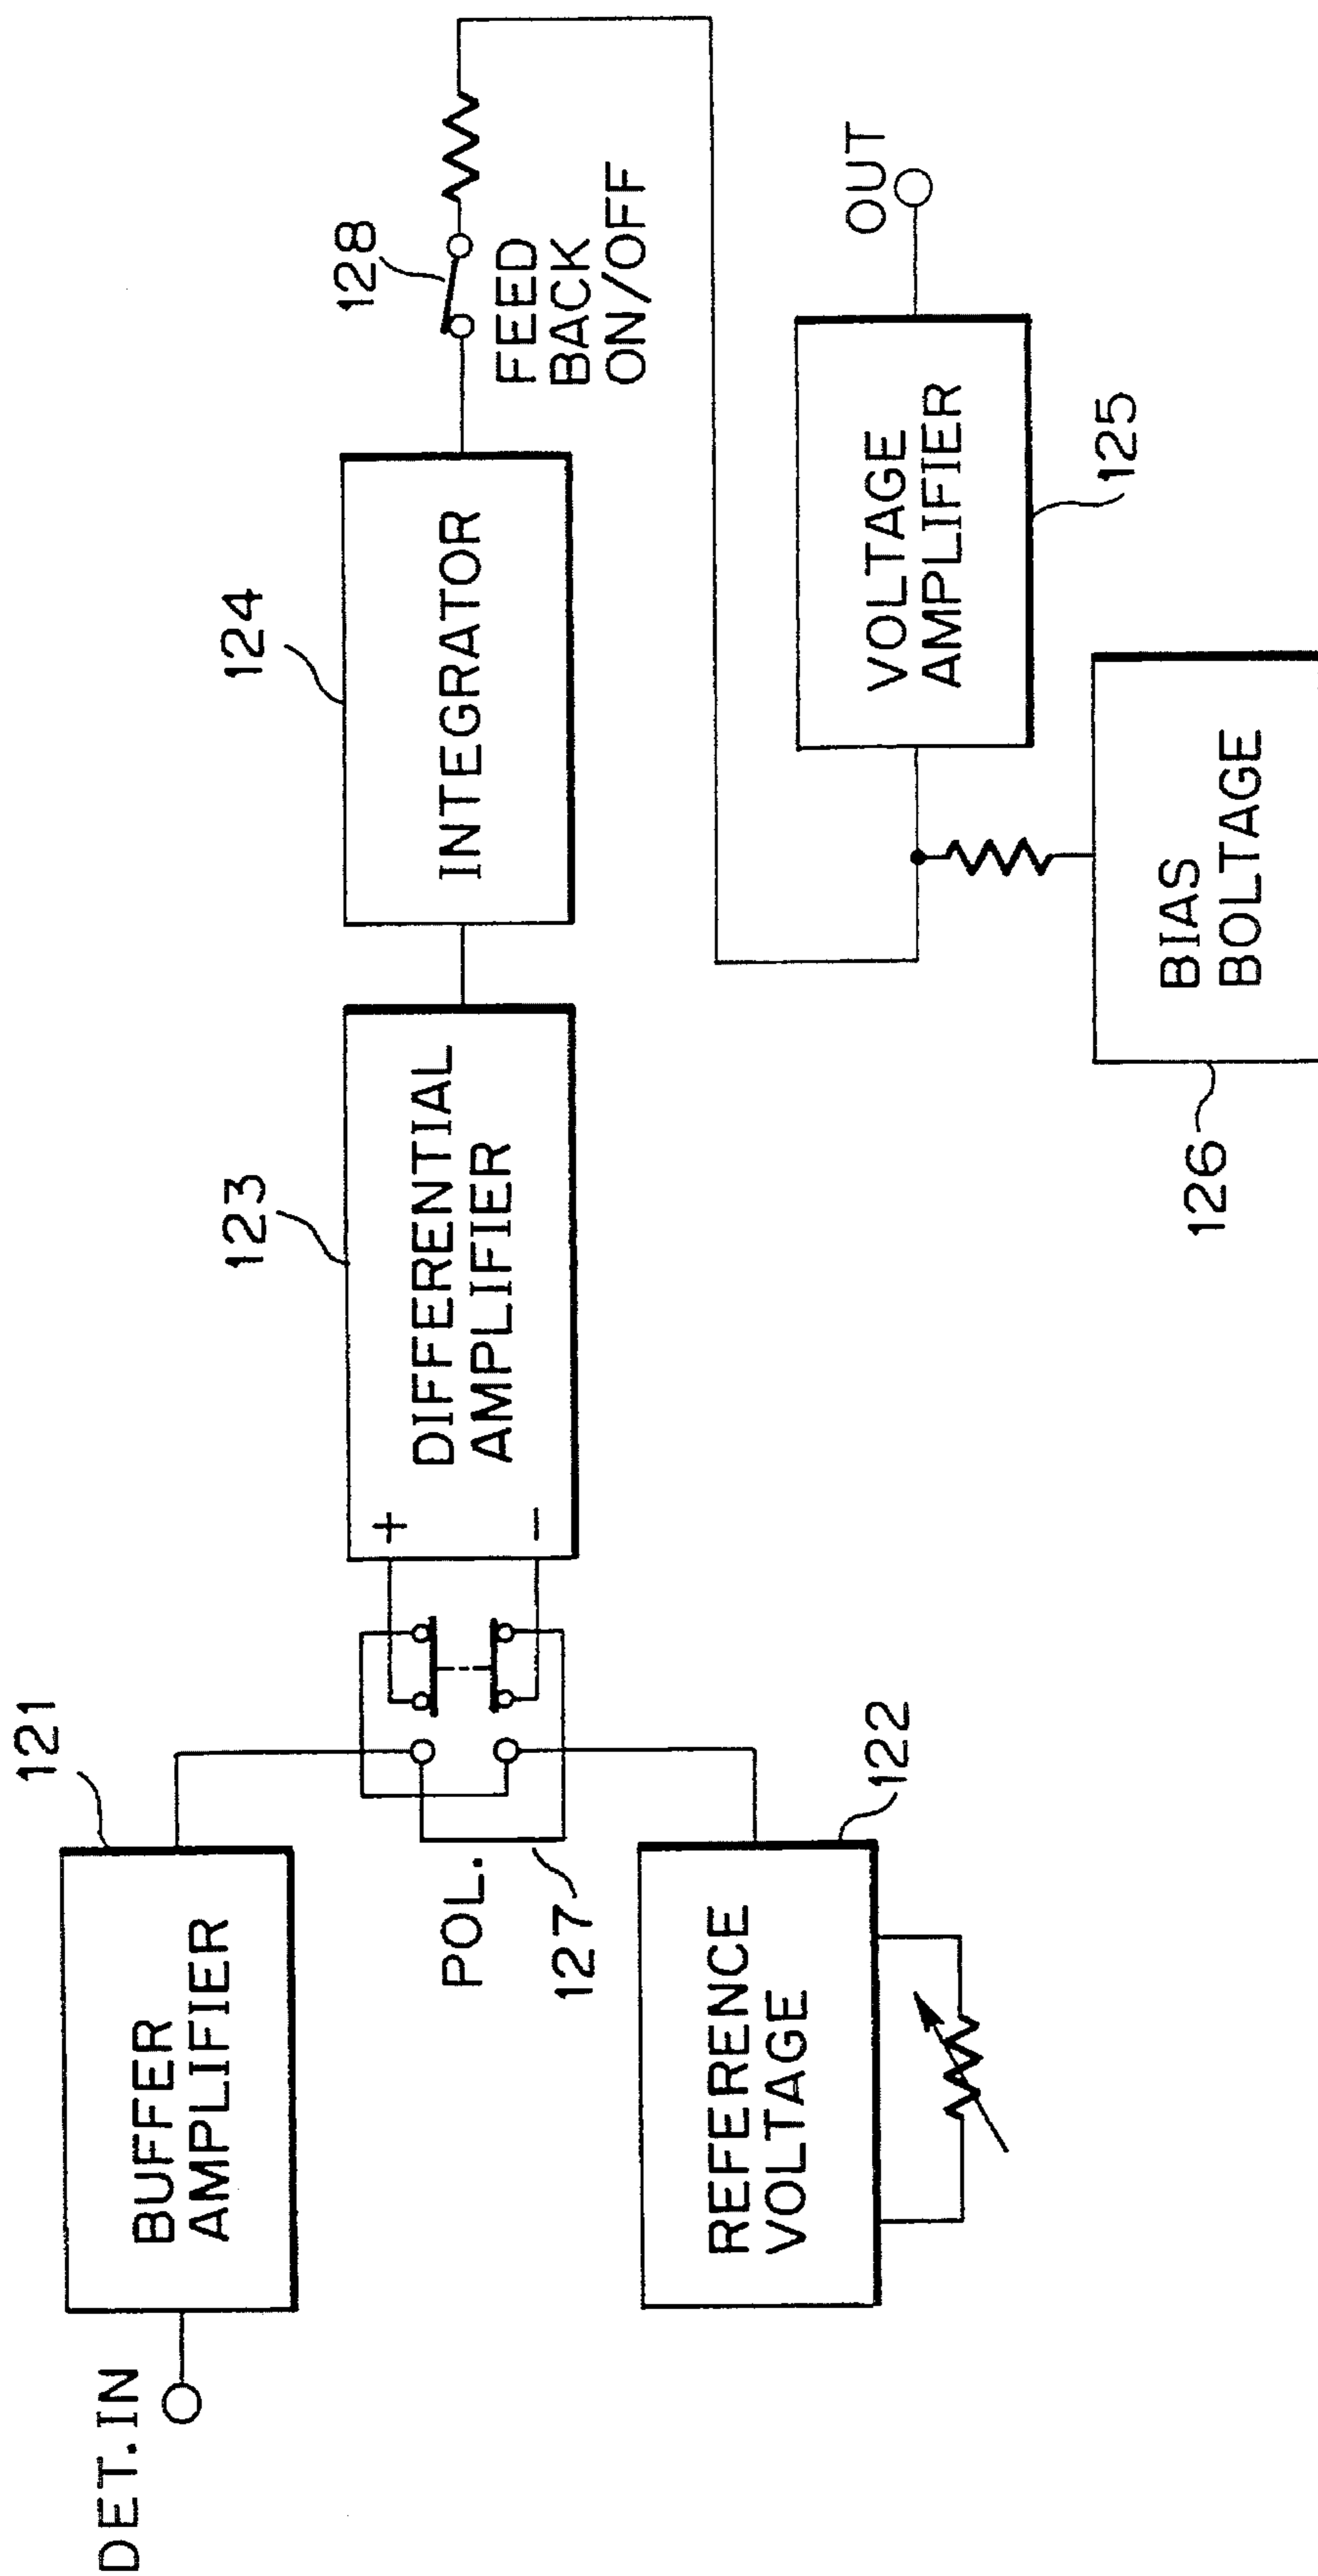 DET.IN
BUFFER
AMPLIFIER
121
POL.
127
REFERENCE
VOLTAGE
122
+
-
DIFFERENTIAL
AMPLIFIER
123
INTEGRATOR
124
128
FEED
BACK
ON/OFF
VOLTAGE
AMPLIFIER
125
OUT
BIAS
BOLTAGE
126